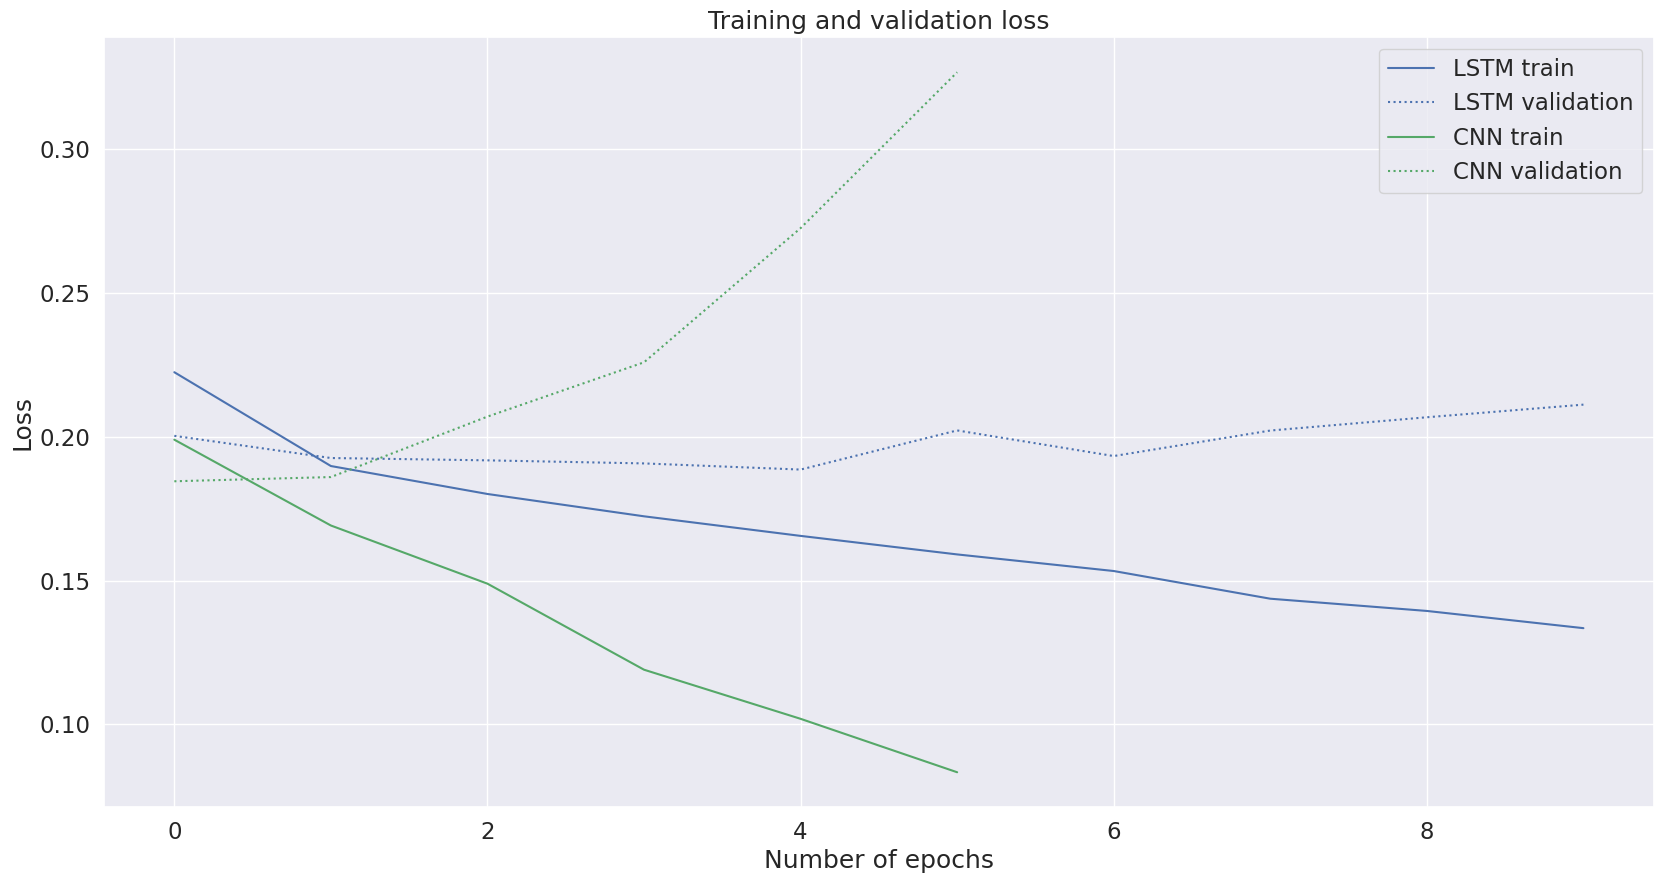 Training and validation loss
LSTM train
LSTM validation
CNN train
CNN validation
Loss
0.30
0.25
0.20
0.15
0.10
0 2 4 6 8
Number of epochs